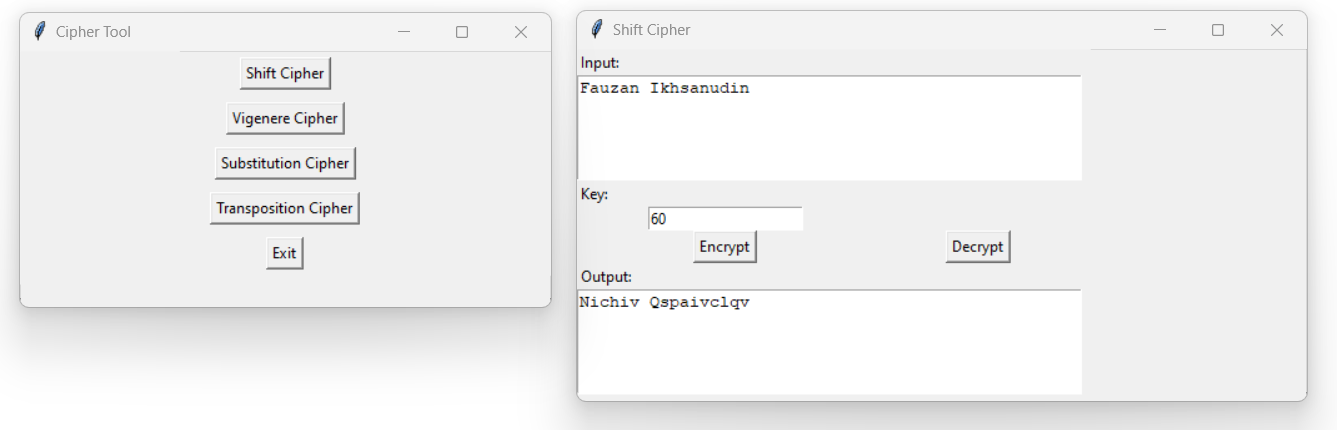 Cipher Tool
Shift Cipher
Vigenere Cipher
Substitution Cipher
Transposition Cipher
Exit
Shift Cipher
Input:
Fauzan Ikhsanudin
Key:
60
Encrypt Decrypt
Output:
Nichiv Qspaivclqv